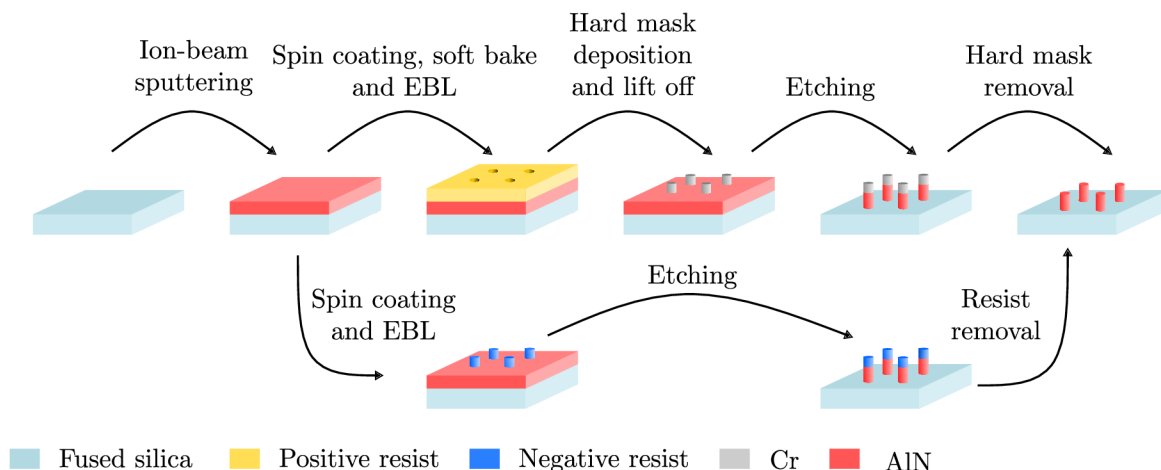 Ion-beam
sputtering
Spin coating, soft bake
and EBL
Hard mask
deposition
and lift off
Etching
Hard mask
removal
Spin coating
and EBL
Etching
Resist
removal
Fused silica
Positive resist
Negative resist
Cr
AlN